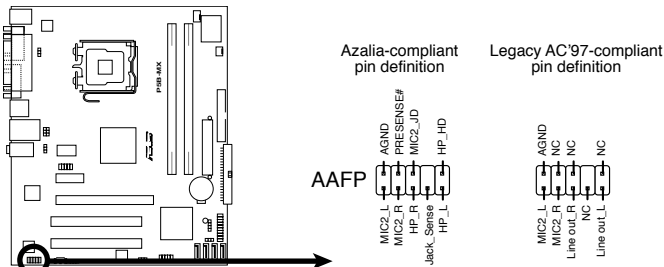 Azalia-compliant
pin definition
Legacy AC'97-compliant
pin definition
P5B-MX
AAFP
AGND
PRESENSE#
MIC2_JD
HP_HD
MIC2_L
MIC2_R
HP_R
Jack_Sense
HP_L
AGND
NC
NC
NC
MIC2_L
MIC2_R
Line out_R
NC
Line out_L